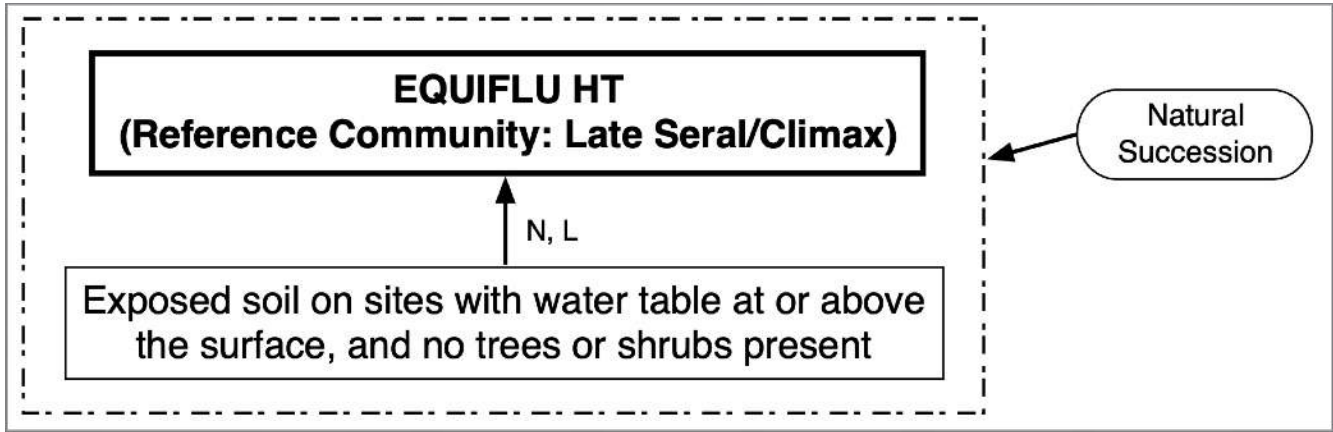 EQUIFLU HT
(Reference Community: Late Seral/Climax)
Natural
Succession
N, L
Exposed soil on sites with water table at or above
the surface, and no trees or shrubs present